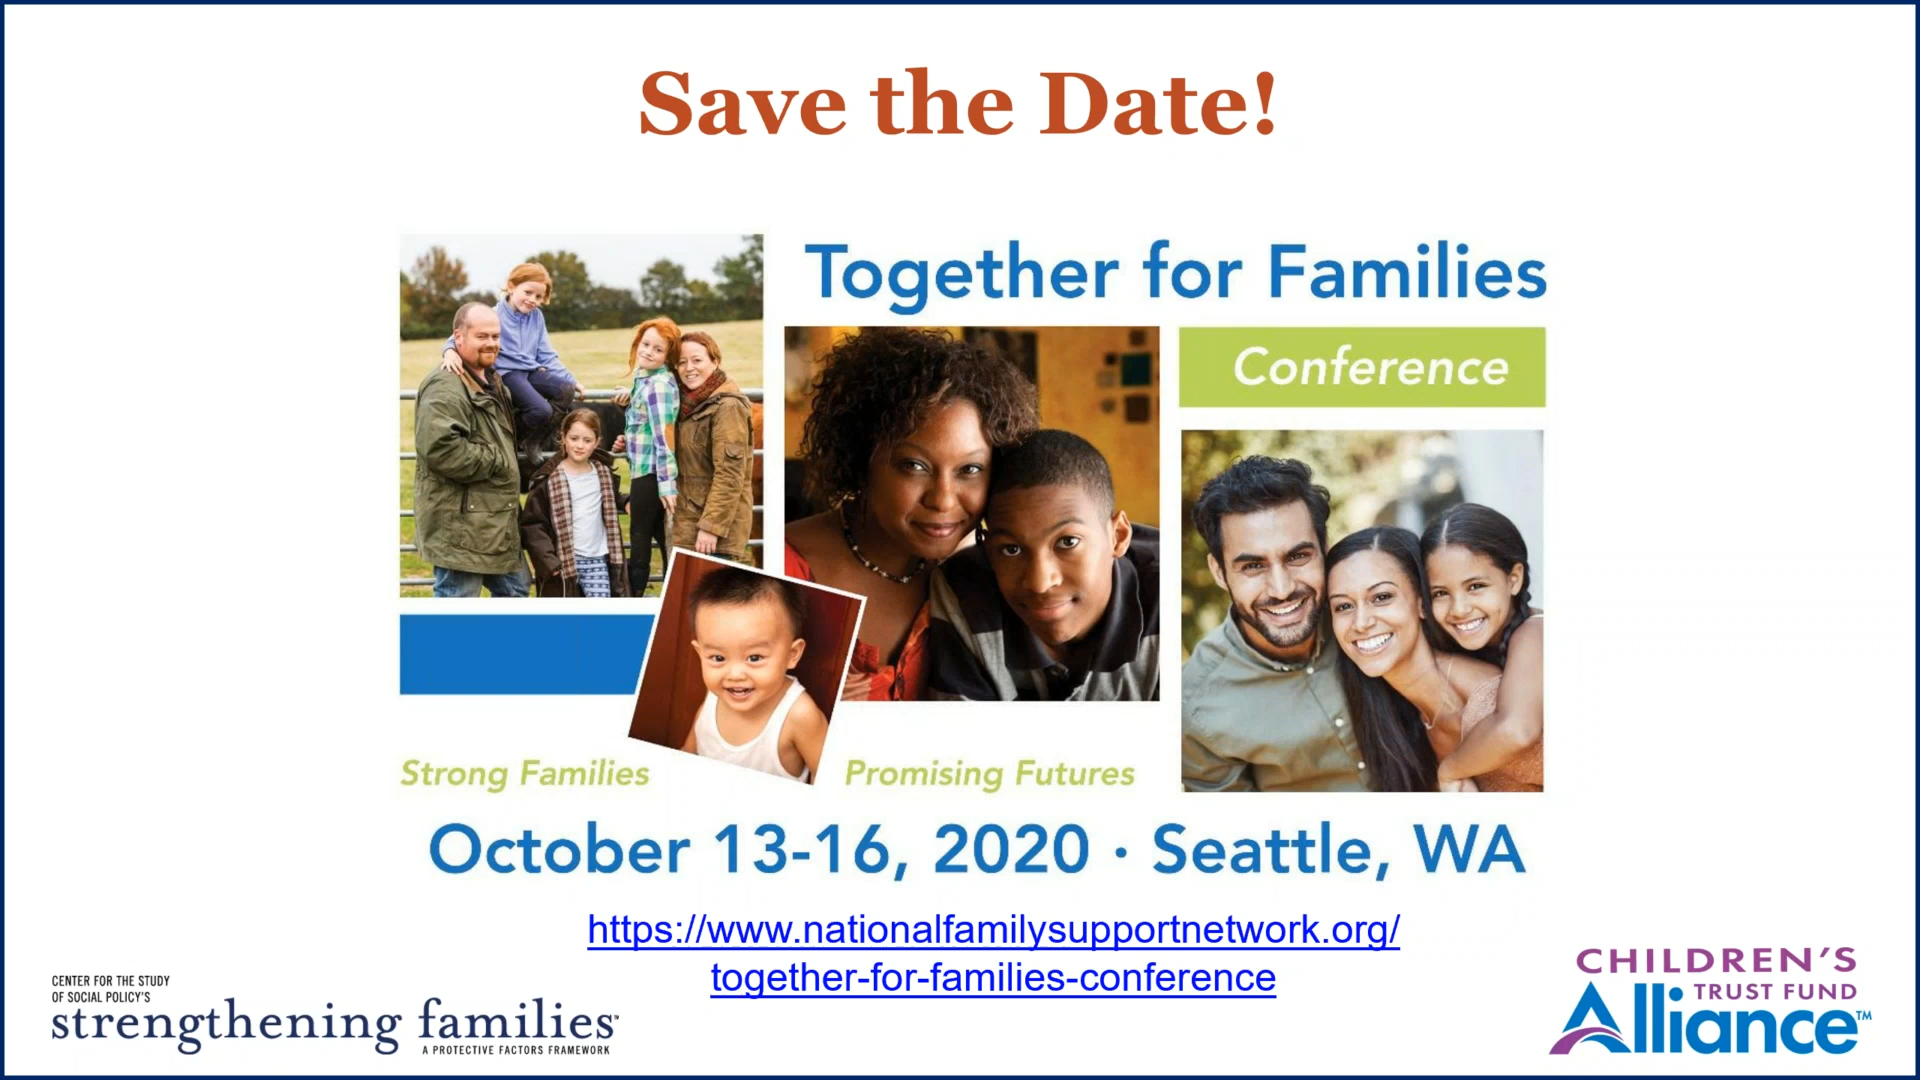 Save the Date!
Together for Families
Conference
Strong Families
Promising Futures
October 13-16, 2020 · Seattle, WA
https://www.nationalfamilysupportnetwork.org/
together-for-families-conference
CENTER FOR THE STUDY
OF SOCIAL POLICY'S
strengthening families™
A PROTECTIVE FACTORS FRAMEWORK
CHILDREN'S
TRUST FUND
Alliance™